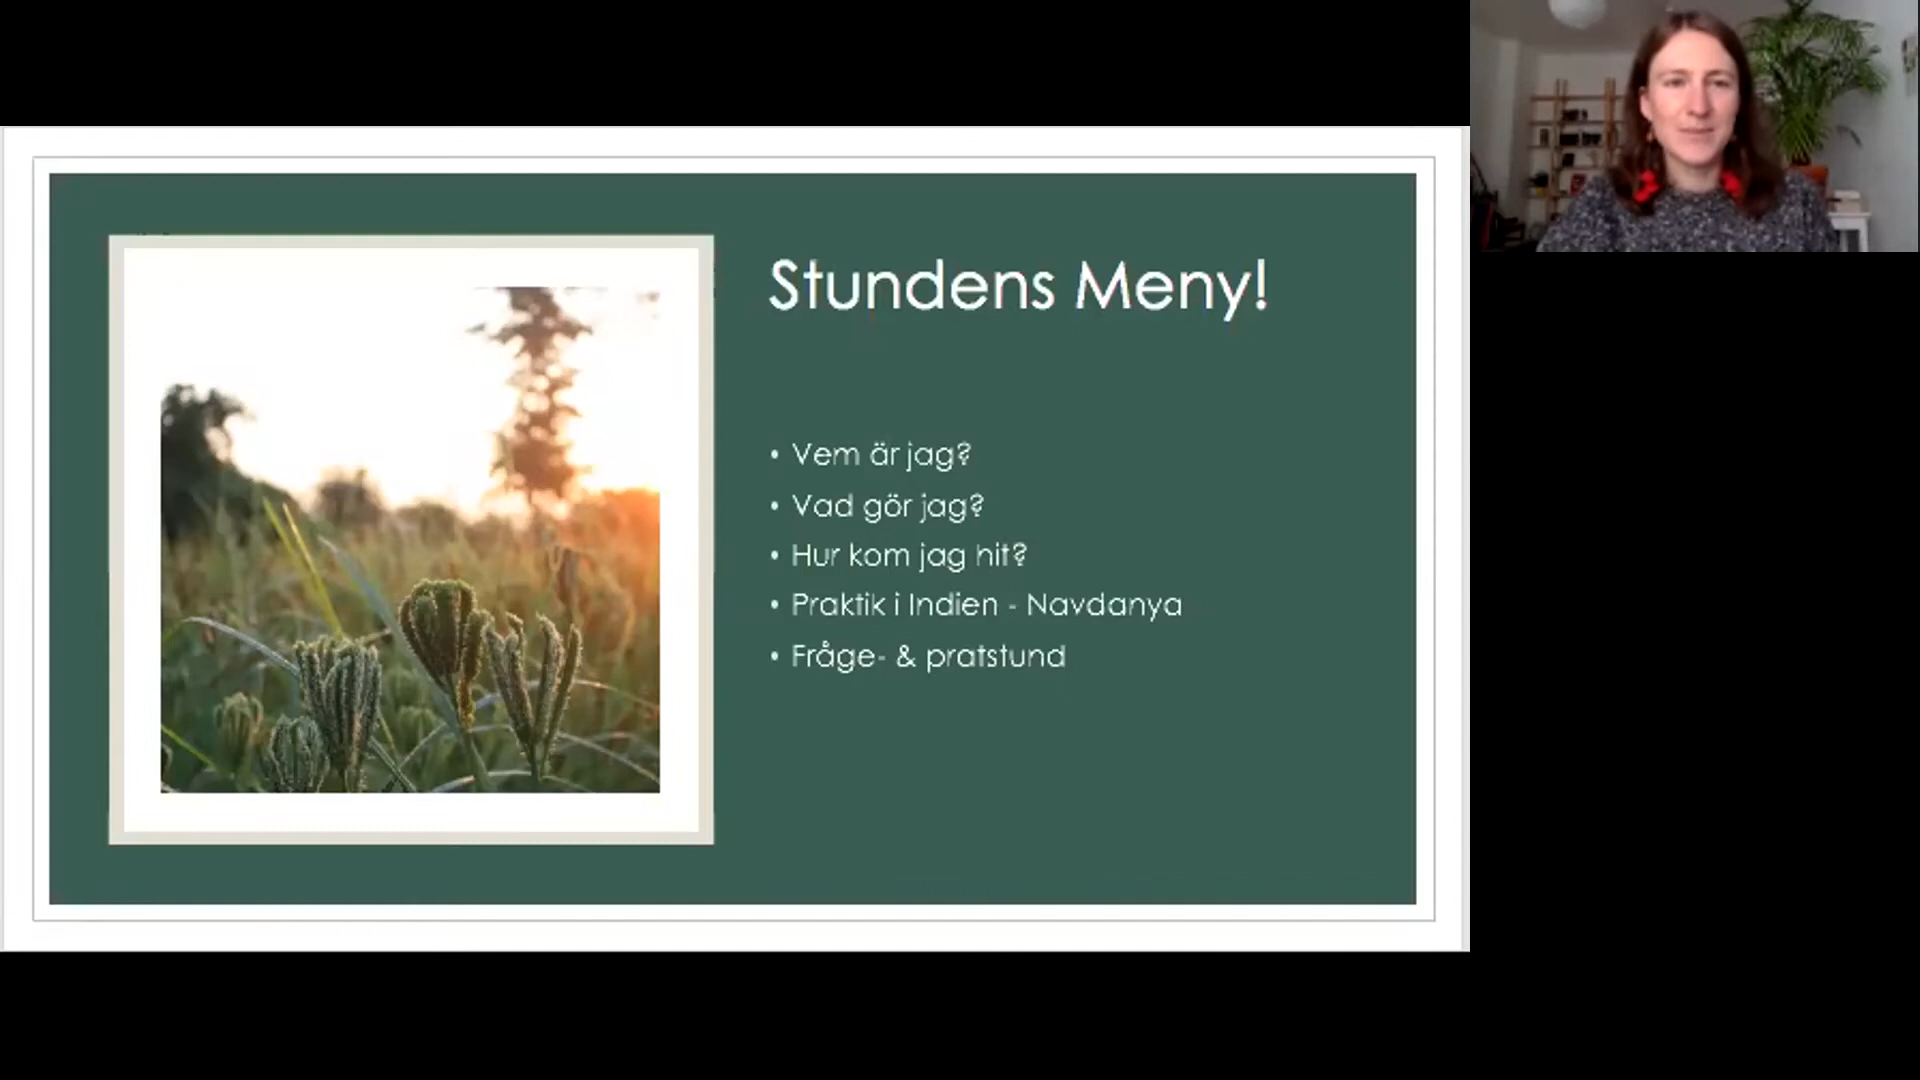 Stundens Meny!
• Vem är jag?
• Vad gör jag?
• Hur kom jag hit?
• Praktik i Indien - Navdanya
• Fråge- & pratstund